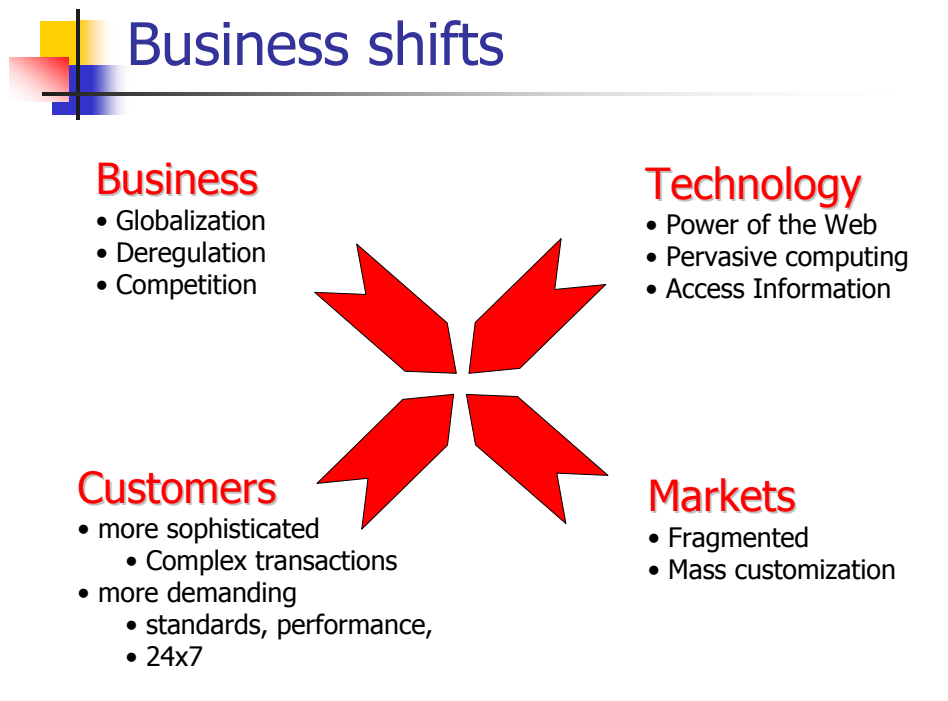 Business shifts
Business
• Globalization
• Deregulation
• Competition
Technology
• Power of the Web
• Pervasive computing
• Access Information
Customers
• more sophisticated
• Complex transactions
• more demanding
• standards, performance,
• 24x7
Markets
• Fragmented
• Mass customization